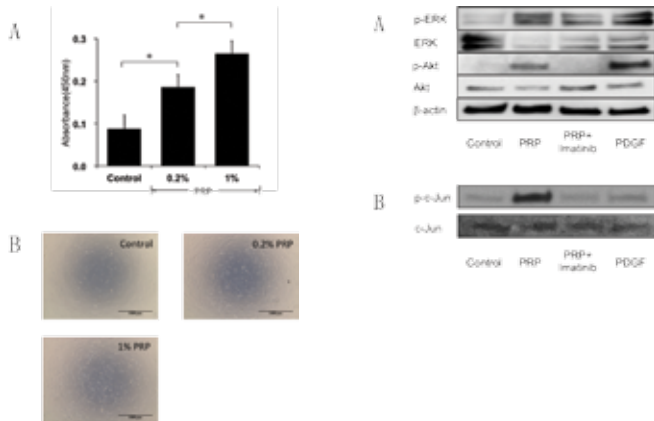 A
Absorbance(450nm)
0.3
0.2
0.1
0.0
*
*
Control 0.2% 1%
PRP
B
Control
0.2% PRP
1% PRP
A
p-ERK
ERK
p-Akt
Akt
β-actin
Control PRP PRP+ Imatinib PDGF
B
p-c-Jun
c-Jun
Control PRP PRP+ Imatinib PDGF